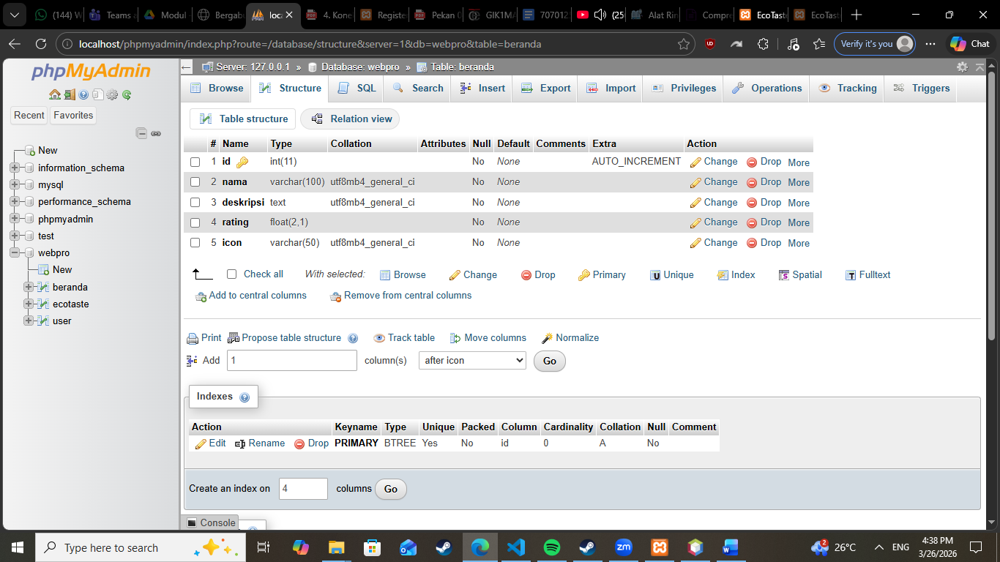 (144) W
Teams a
Modul -
Bergabu
loc
4. Kone
Registe
Pekan 0
GIK1MA
707012
(25
Alat Rin
Compre
EcoTast
EcoTast
localhost/phpmyadmin/index.php?route=/database/structure&server=1&db=webpro&table=beranda
Verify it's you
Chat
phpMyAdmin
Recent
Favorites
New
information_schema
mysql
performance_schema
phpmyadmin
test
webpro
New
beranda
ecotaste
user
Server: 127.0.0.1 » Database: webpro » Table: beranda
Browse Structure SQL Search Insert Export Import Privileges Operations Tracking Triggers
Table structure Relation view
# Name Type Collation Attributes Null Default Comments Extra Action
1 id int(11) No None AUTO_INCREMENT Change Drop More
2 nama varchar(100) utf8mb4_general_ci No None Change Drop More
3 deskripsi text utf8mb4_general_ci No None Change Drop More
4 rating float(2,1) No None Change Drop More
5 icon varchar(50) utf8mb4_general_ci No None Change Drop More
Check all With selected: Browse Change Drop Primary Unique Index Spatial Fulltext
Add to central columns Remove from central columns
Print Propose table structure Track table Move columns Normalize
Add 1 column(s) after icon Go
Indexes
Action Keyname Type Unique Packed Column Cardinality Collation Null Comment
Edit Rename Drop PRIMARY BTREE Yes No id 0 A No
Create an index on 4 columns Go
Console
Type here to search
zm
2
26°C
ENG
4:38 PM
3/26/2026